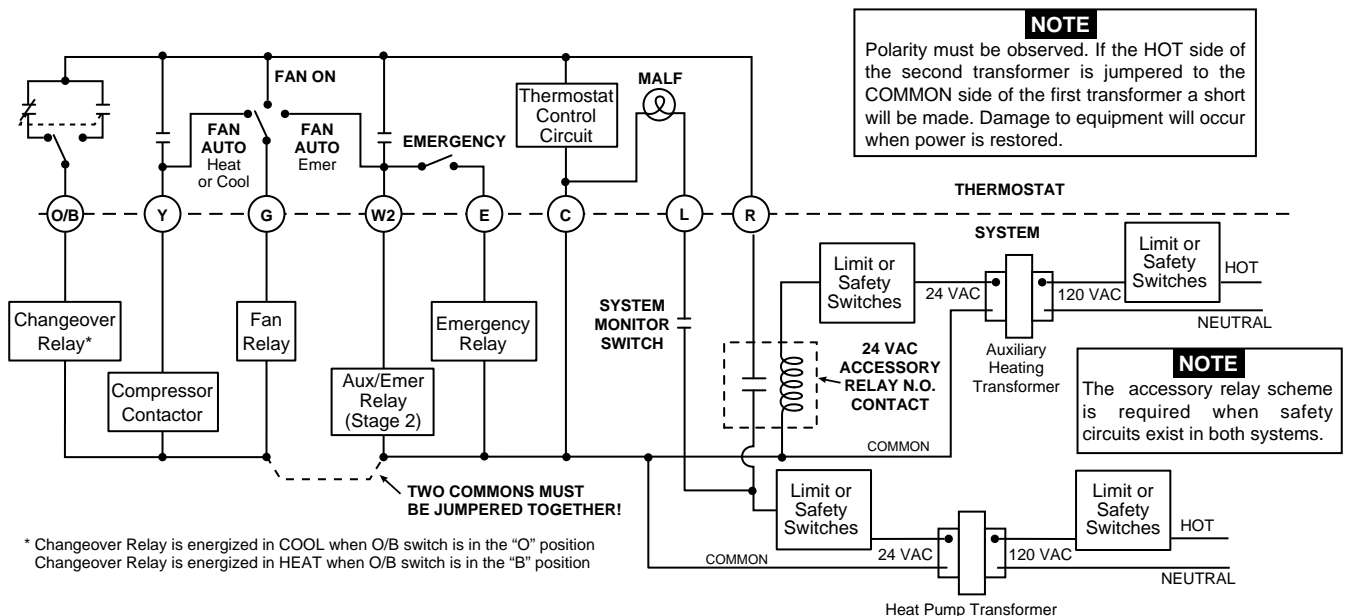 NOTE
Polarity must be observed. If the HOT side of
the second transformer is jumpered to the
COMMON side of the first transformer a short
will be made. Damage to equipment will occur
when power is restored.
FAN ON
MALF
Thermostat
Control
Circuit
FAN
AUTO
Heat
or Cool
FAN
AUTO
Emer
EMERGENCY
THERMOSTAT
O/B
Y
G
W2
E
C
L
R
SYSTEM
Limit or
Safety
Switches
24 VAC
120 VAC
Limit or
Safety
Switches
HOT
NEUTRAL
Auxiliary
Heating
Transformer
Changeover
Relay*
Compressor
Contactor
Fan
Relay
Aux/Emer
Relay
(Stage 2)
Emergency
Relay
SYSTEM
MONITOR
SWITCH
24 VAC
ACCESSORY
RELAY N.O.
CONTACT
NOTE
The accessory relay scheme
is required when safety
circuits exist in both systems.
COMMON
TWO COMMONS MUST
BE JUMPERED TOGETHER!
Limit or
Safety
Switches
24 VAC
120 VAC
Limit or
Safety
Switches
HOT
NEUTRAL
COMMON
Heat Pump Transformer
* Changeover Relay is energized in COOL when O/B switch is in the “O” position
Changeover Relay is energized in HEAT when O/B switch is in the “B” position